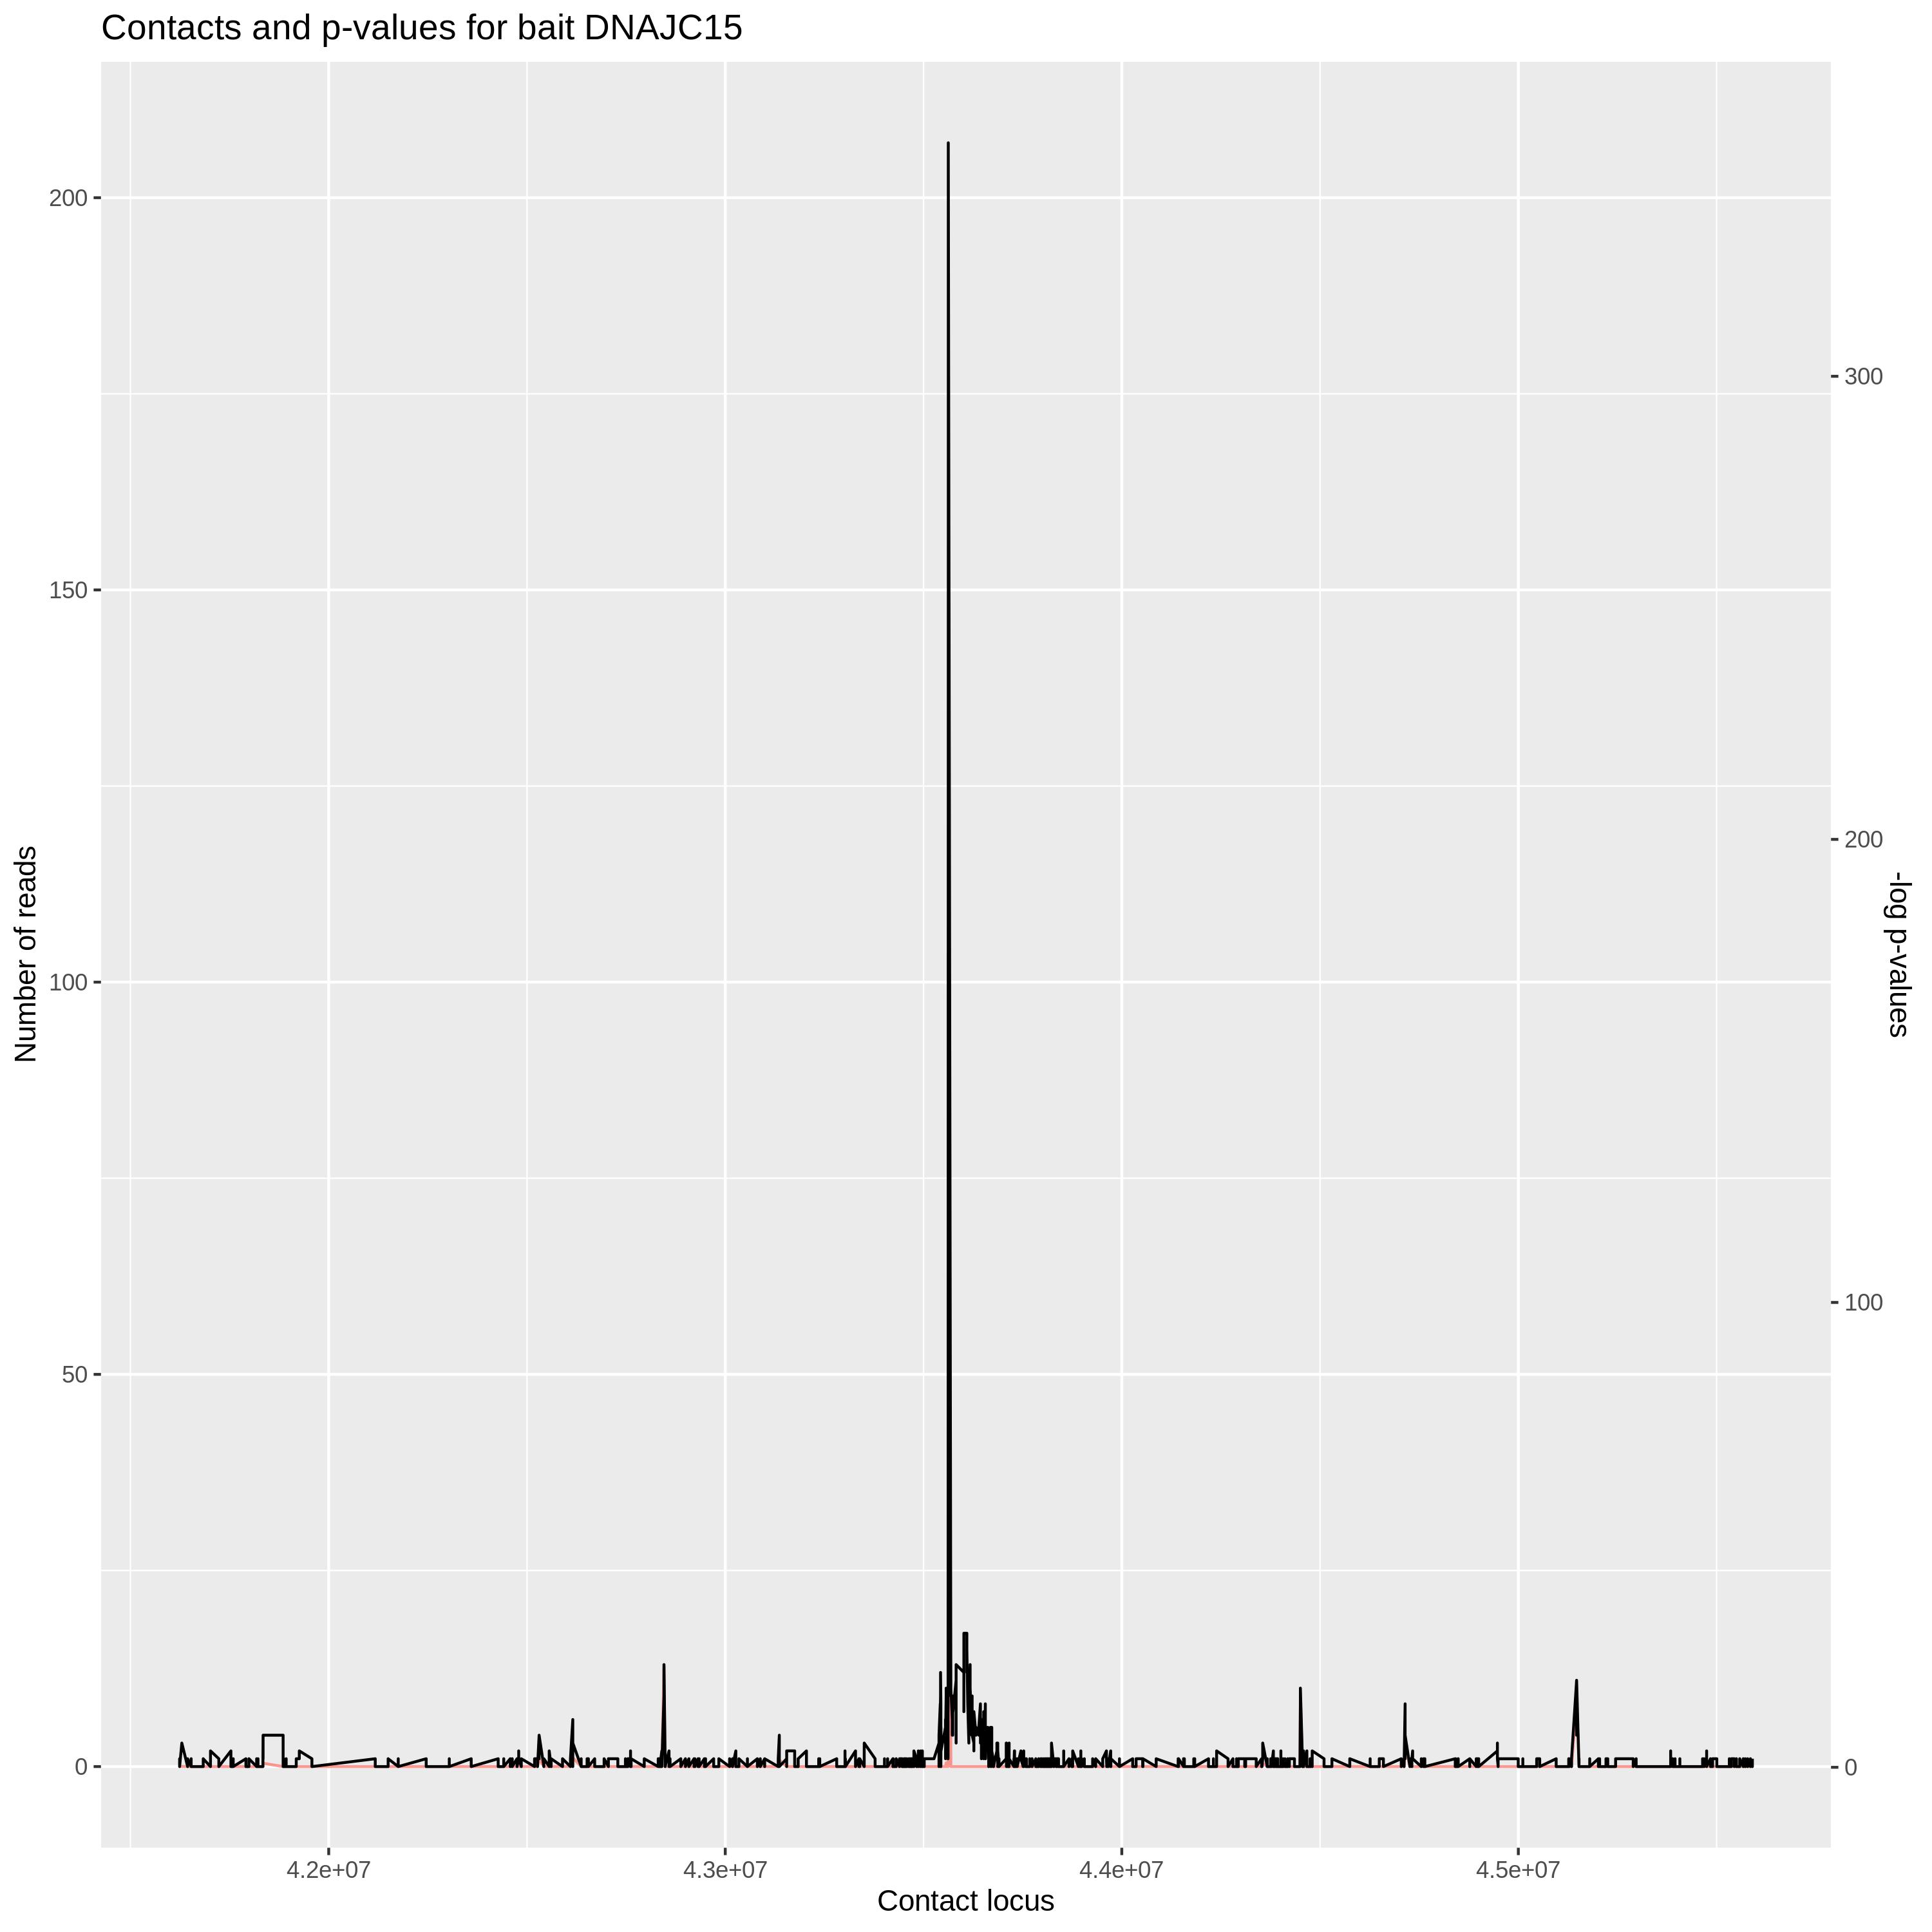 Contacts and p-values for bait DNAJC15
200
150
100
50
0
Number of reads
300
200
100
0
-log p-values
4.2e+07 4.3e+07 4.4e+07 4.5e+07
Contact locus